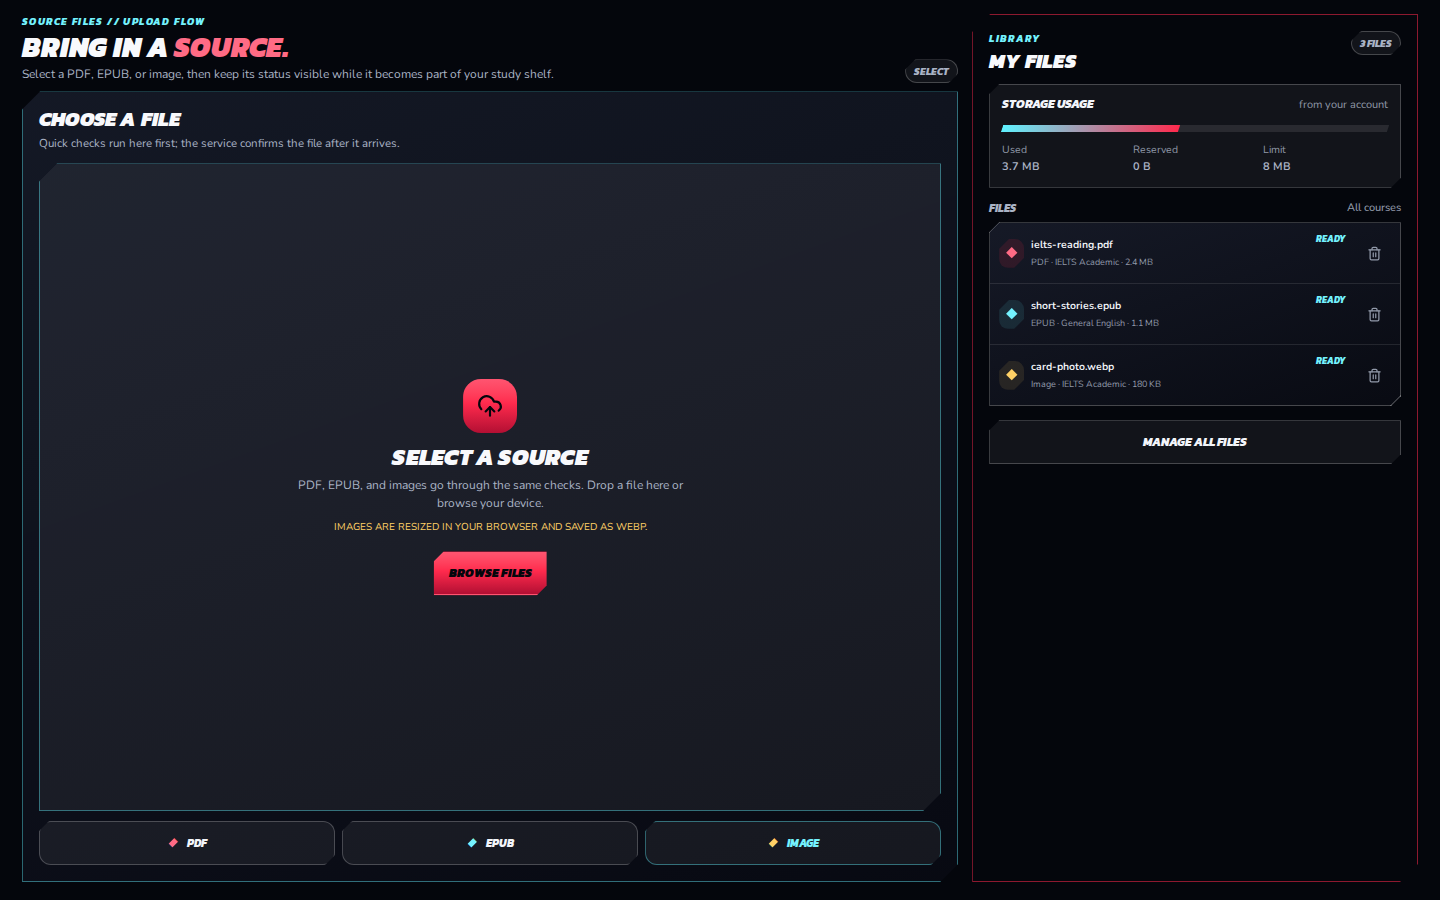 SOURCE FILES // UPLOAD FLOW
BRING IN A SOURCE.
Select a PDF, EPUB, or image, then keep its status visible while it becomes part of your study shelf.
SELECT
CHOOSE A FILE
Quick checks run here first; the service confirms the file after it arrives.
SELECT A SOURCE
PDF, EPUB, and images go through the same checks. Drop a file here or
browse your device.
IMAGES ARE RESIZED IN YOUR BROWSER AND SAVED AS WEBP.
BROWSE FILES
PDF
EPUB
IMAGE
LIBRARY
MY FILES
3 FILES
STORAGE USAGE
from your account
Used
Reserved
Limit
3.7 MB
0 B
8 MB
FILES
All courses
ielts-reading.pdf
READY
PDF · IELTS Academic · 2.4 MB
short-stories.epub
READY
EPUB · General English · 1.1 MB
card-photo.webp
READY
Image · IELTS Academic · 180 KB
MANAGE ALL FILES